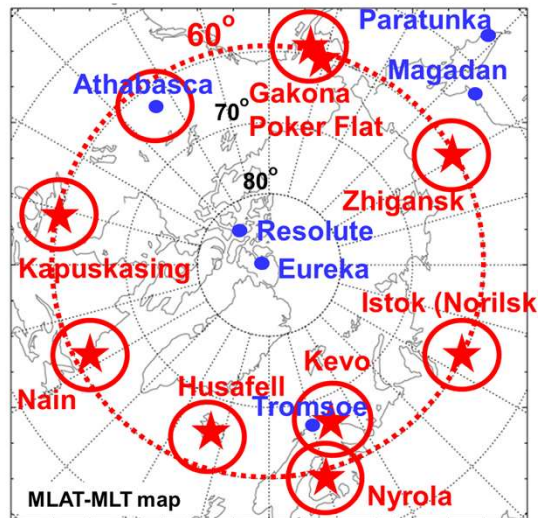 Paratunka
60°
Athabasca
Magadan
Gakona
70°
Poker Flat
80°
Zhigansk
Resolute
Kapuskasing
Eureka
Istok (Norilsk
Kevo
Nain
Husafell
Tromsoe
MLAT-MLT map
Nyrola